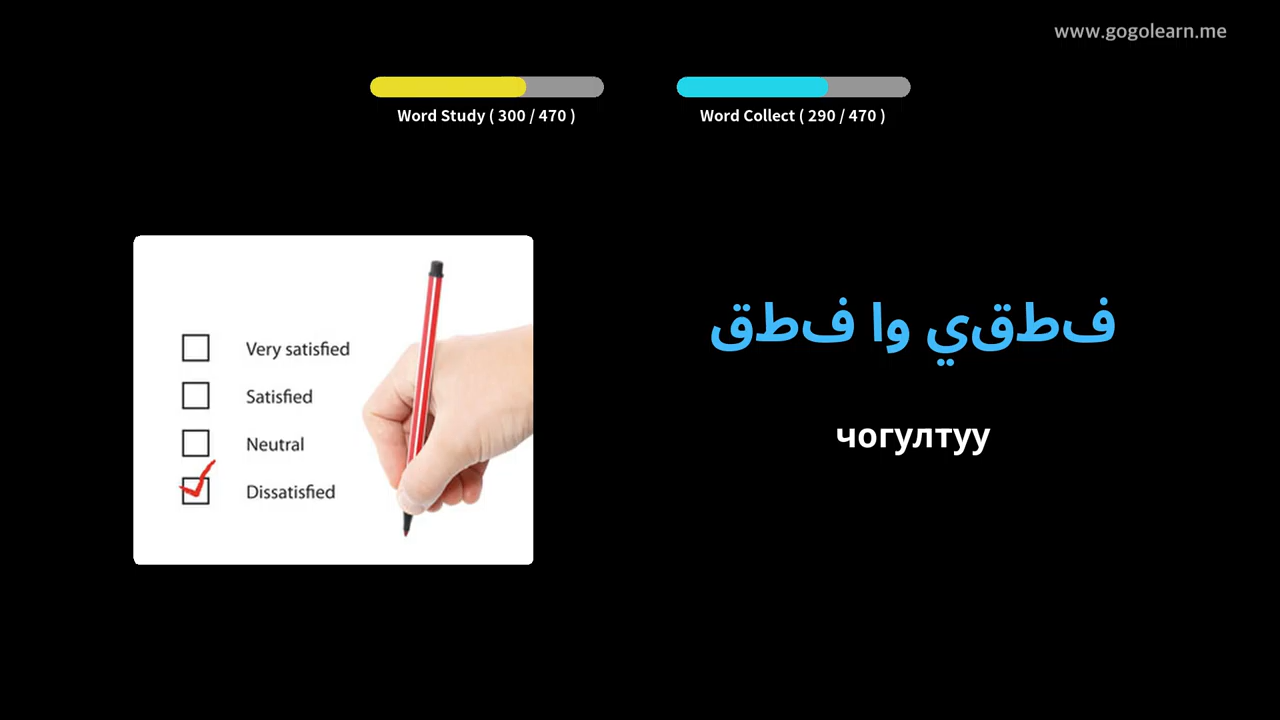 www.gogolearn.me
Word Study ( 300 / 470 )
Word Collect ( 290 / 470 )
Very satisfied
Satisfied
Neutral
Dissatisfied
فطقي وا فطق
чогултуу